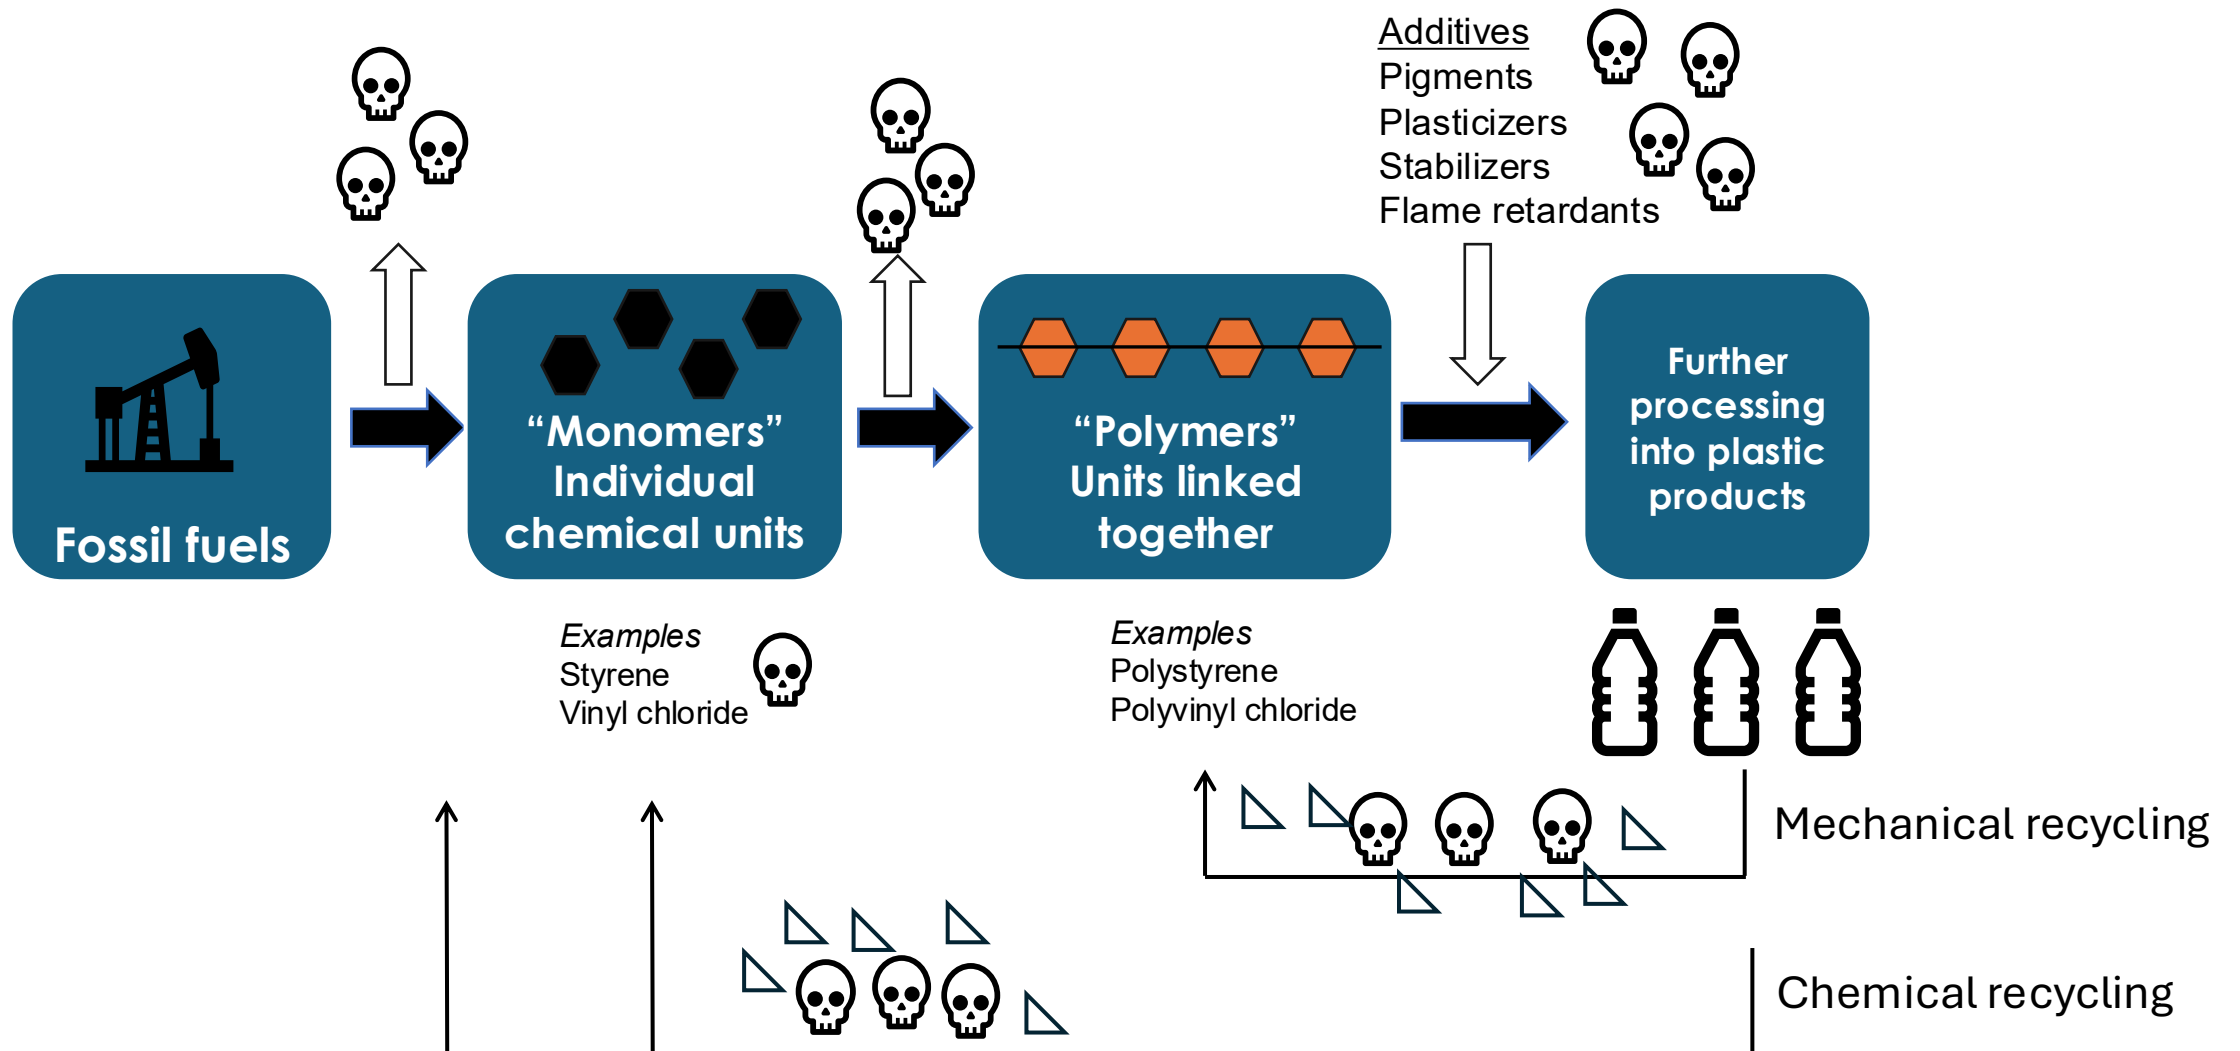 Additives
Pigments
Plasticizers
Stabilizers
Flame retardants
Fossil fuels
“Monomers”
Individual
chemical units
“Polymers”
Units linked
together
Further
processing
into plastic
products
Examples
Styrene
Vinyl chloride
Examples
Polystyrene
Polyvinyl chloride
Mechanical recycling
Chemical recycling